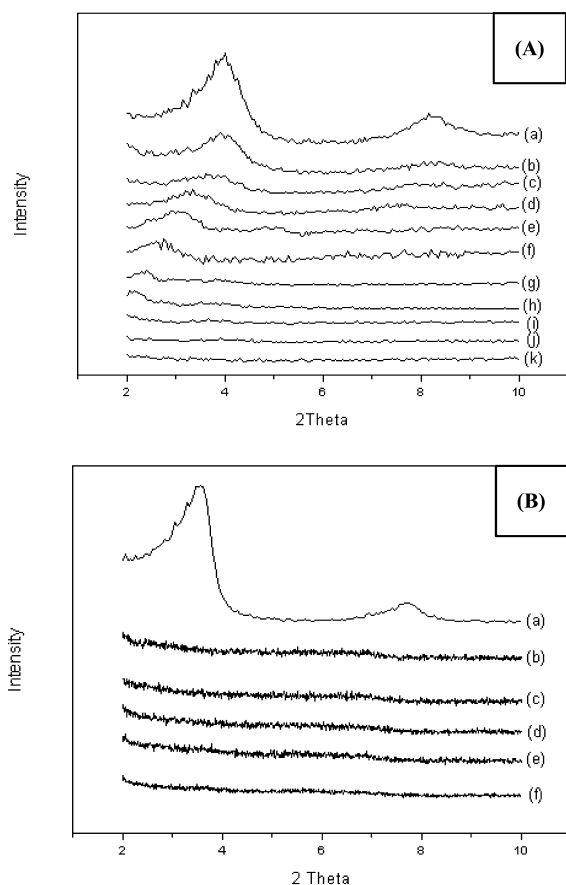 (A)
Intensity
(a)
(b)
(c)
(d)
(e)
(f)
(g)
(h)
(i)
(j)
(k)
2 4 6 8 10
2Theta
(B)
Intensity
(a)
(b)
(c)
(d)
(e)
(f)
2 4 6 8 10
2 Theta